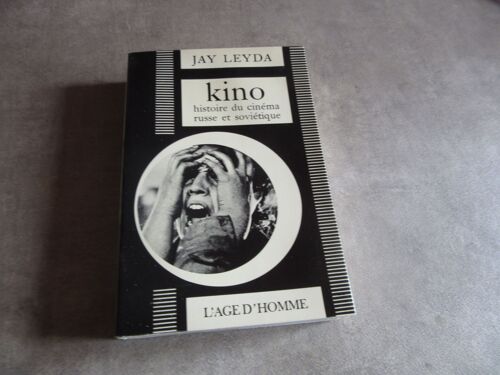 JAY LEYDA
kino
histoire du cinéma
russe et soviétique
L'AGE D'HOMME